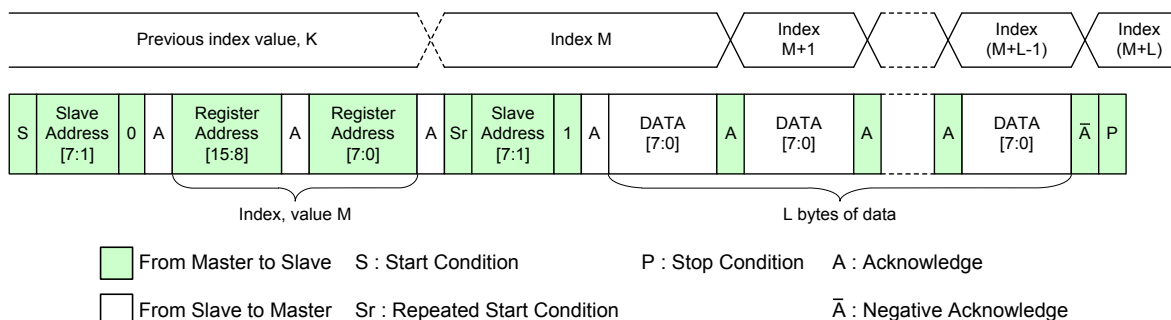 Previous index value, K
Index M
Index
M+1
Index
(M+L-1)
Index
(M+L)
S
Slave
Address
[7:1]
0
A
Register
Address
[15:8]
A
Register
Address
[7:0]
A
Sr
Slave
Address
[7:1]
1
A
DATA
[7:0]
A
DATA
[7:0]
A
A
DATA
[7:0]
A̅
P
Index, value M
L bytes of data
From Master to Slave
S : Start Condition
P : Stop Condition
A : Acknowledge
From Slave to Master
Sr : Repeated Start Condition
A̅ : Negative Acknowledge